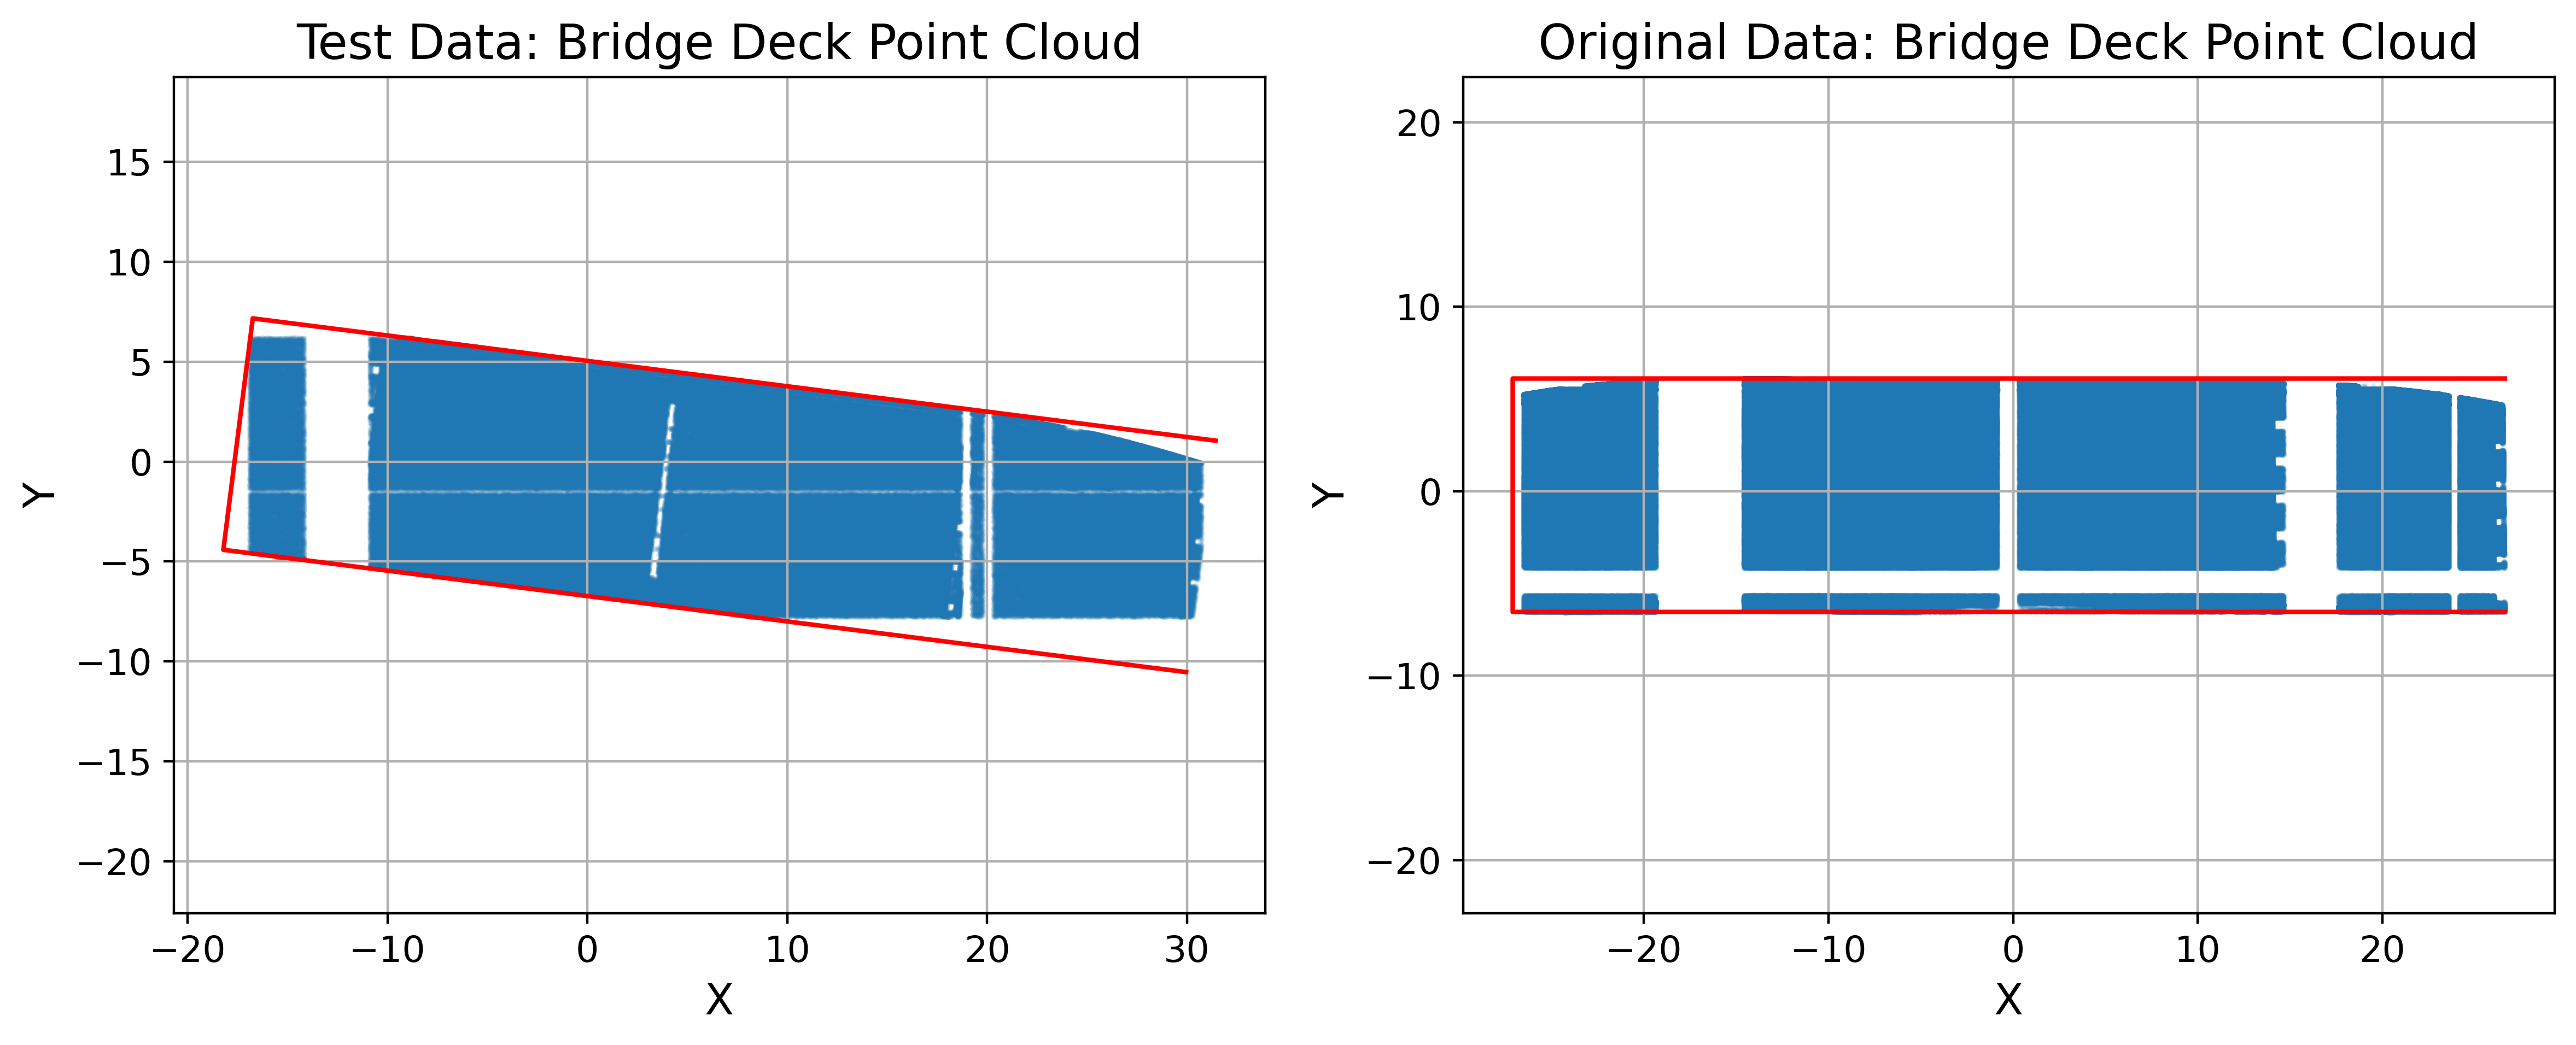 Test Data: Bridge Deck Point Cloud
15
10
5
0
−5
−10
−15
−20
Y
−20 −10 0 10 20 30
X
Original Data: Bridge Deck Point Cloud
20
10
0
−10
−20
Y
−20 −10 0 10 20
X